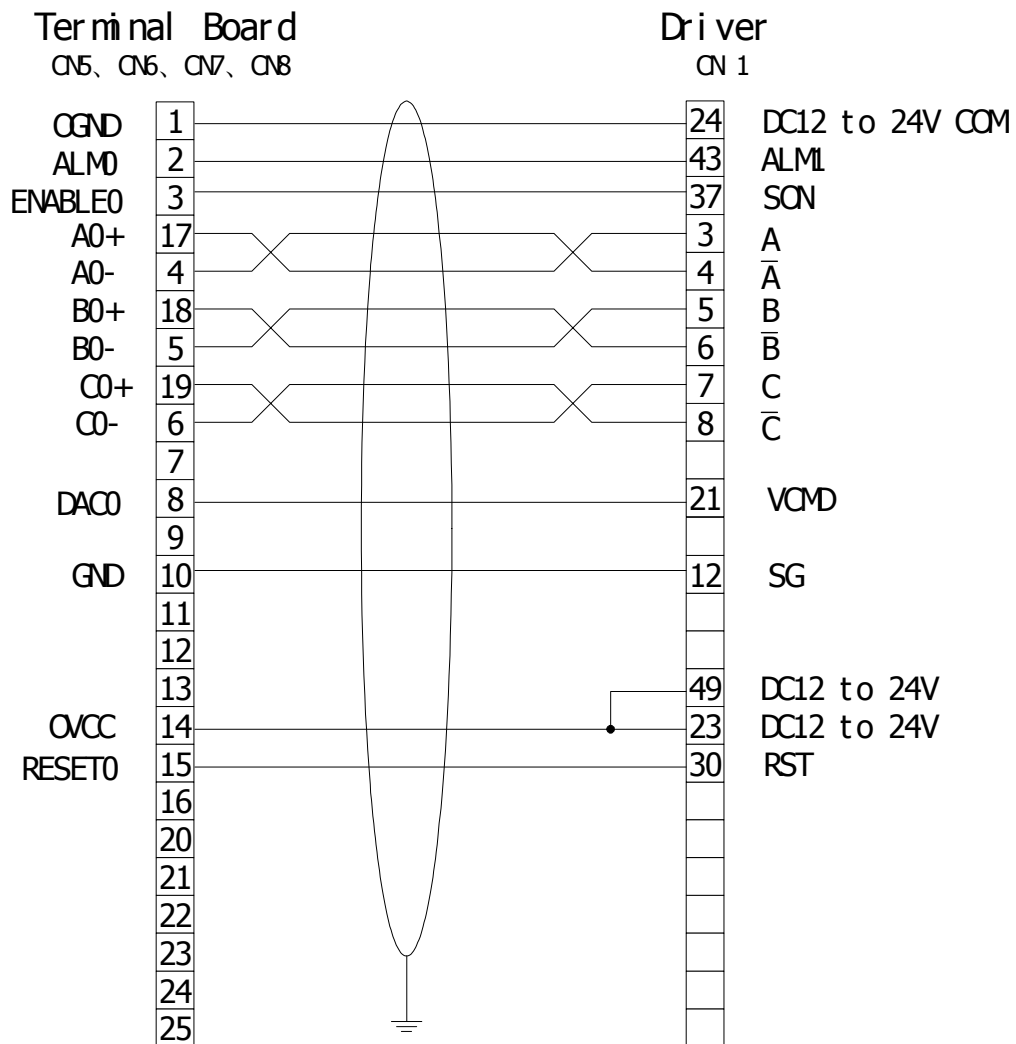 Terminal Board Driver
CN5、CN6、CN7、CN8 CN 1
OGND 1 24 DC12 to 24V COM
ALM0 2 43 ALM1
ENABLE0 3 37 SON
A0+ 17 3 A
A0- 4 4 A̅
B0+ 18 5 B
B0- 5 6 B̅
C0+ 19 7 C
C0- 6 8 C̅
7
DAC0 8 21 VCMD
9
GND 10 12 SG
11
12
13 49 DC12 to 24V
OVCC 14 23 DC12 to 24V
RESET0 15 30 RST
16
20
21
22
23
24
25